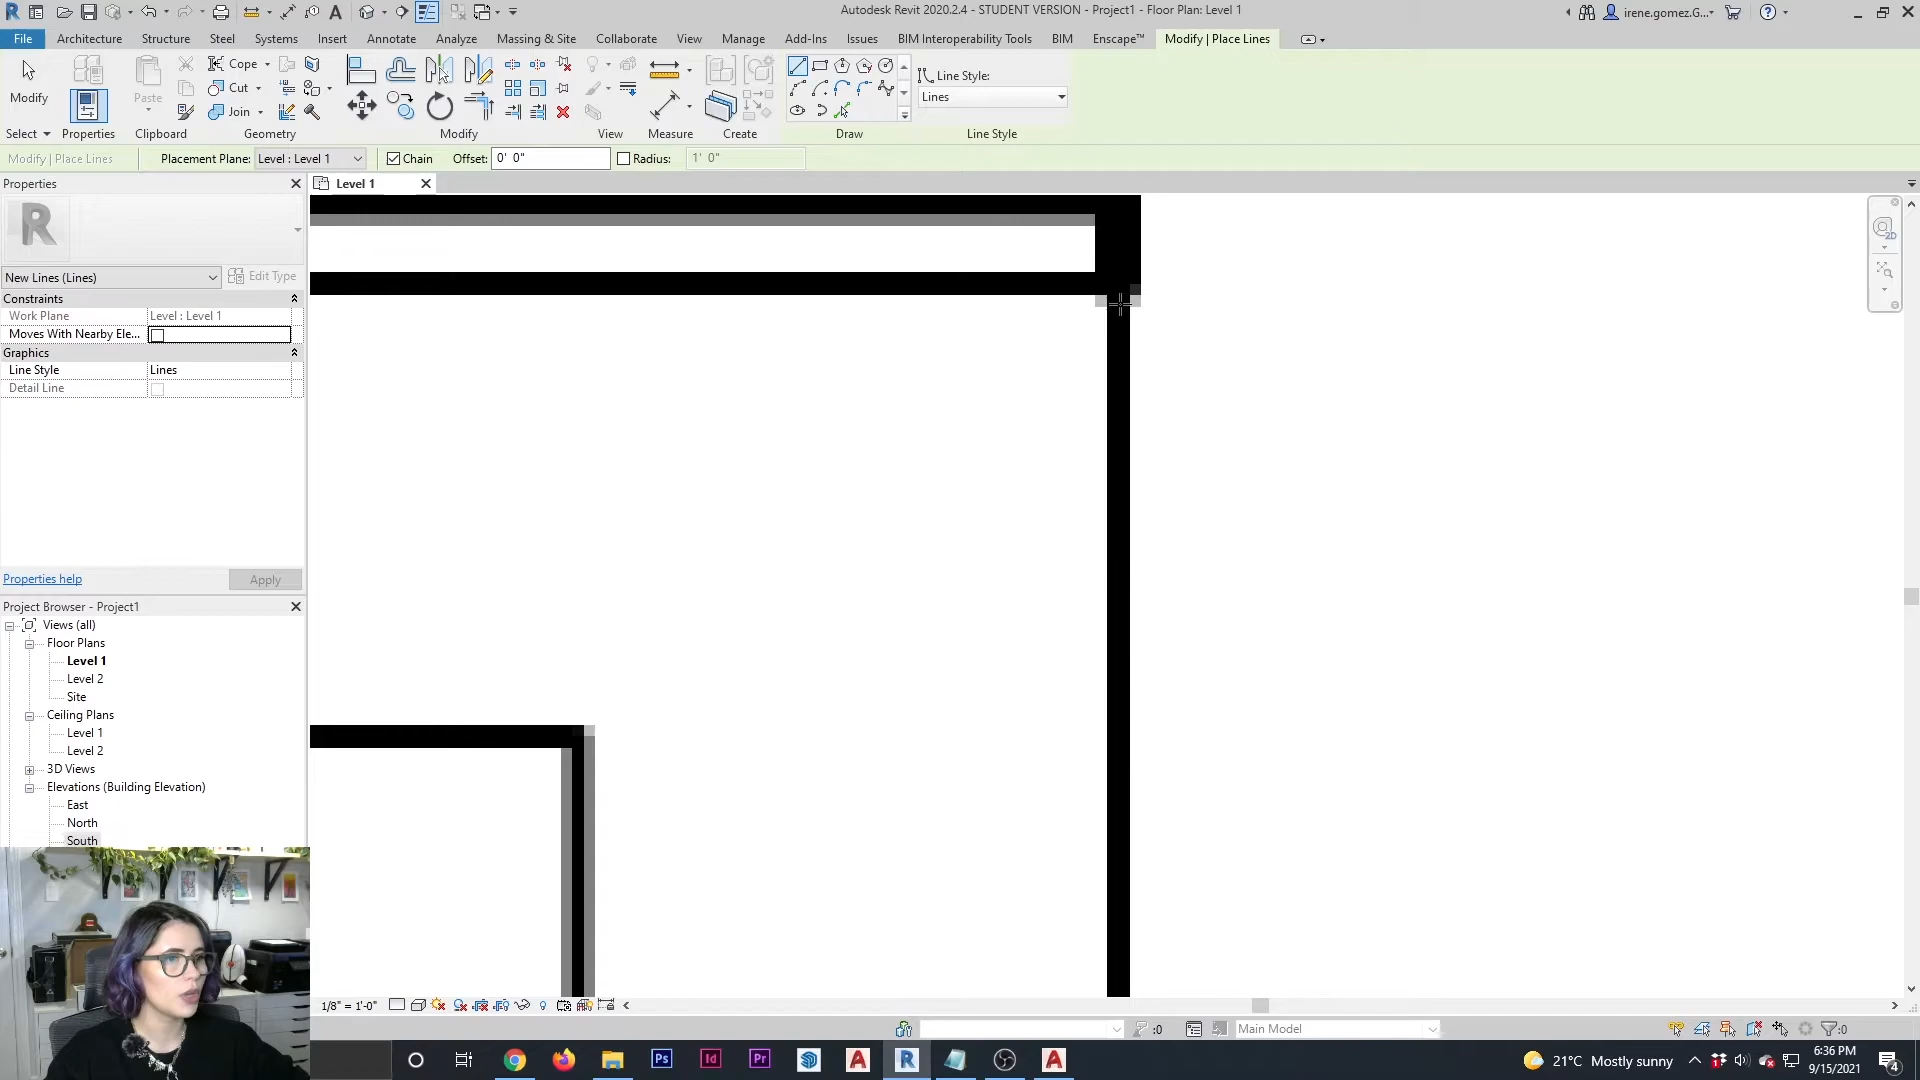 Autodesk Revit 2020.2.4 - STUDENT VERSION - Project1 - Floor Plan: Level 1
irene.gomez.G...
File Architecture Structure Steel Systems Insert Annotate Analyze Massing & Site Collaborate View Manage Add-Ins Issues BIM Interoperability Tools BIM Enscape™ Modify | Place Lines
Cope
Line Style:
Cut
Modify
Paste
Lines
Join
Select Properties Clipboard Geometry Modify View Measure Create Draw Line Style
Modify | Place Lines Placement Plane: Level : Level 1 Chain Offset: 0' 0" Radius: 1' 0"
Properties
Level 1
R
New Lines (Lines) Edit Type
Constraints
Work Plane Level : Level 1
Moves With Nearby Ele...
Graphics
Line Style Lines
Detail Line
Properties help Apply
Project Browser - Project1
Views (all)
Floor Plans
Level 1
Level 2
Site
Ceiling Plans
Level 1
Level 2
3D Views
Elevations (Building Elevation)
East
North
South
1/8" = 1'-0"
:0 Main Model :0
Ps Id Pr A R A
21°C Mostly sunny
6:36 PM
9/15/2021
4
2D